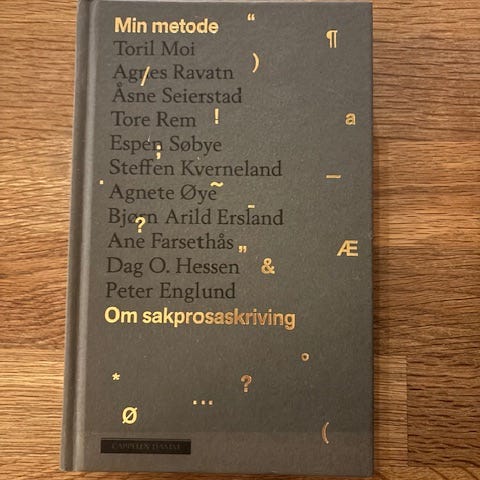 Min metode “
Toril Moi ¶
Agnes Ravatn / )
Åsne Seierstad
Tore Rem ! a
Espen Søbye ;
Steffen Kverneland
. ~ —
Agnete Øye -
Bjørn Arild Ersland ?
Ane Farsethås „ Æ
Dag O. Hessen &
Peter Englund
Om sakprosaskriving
°
* ?
...
Ø (
CAPPELEN DAMM